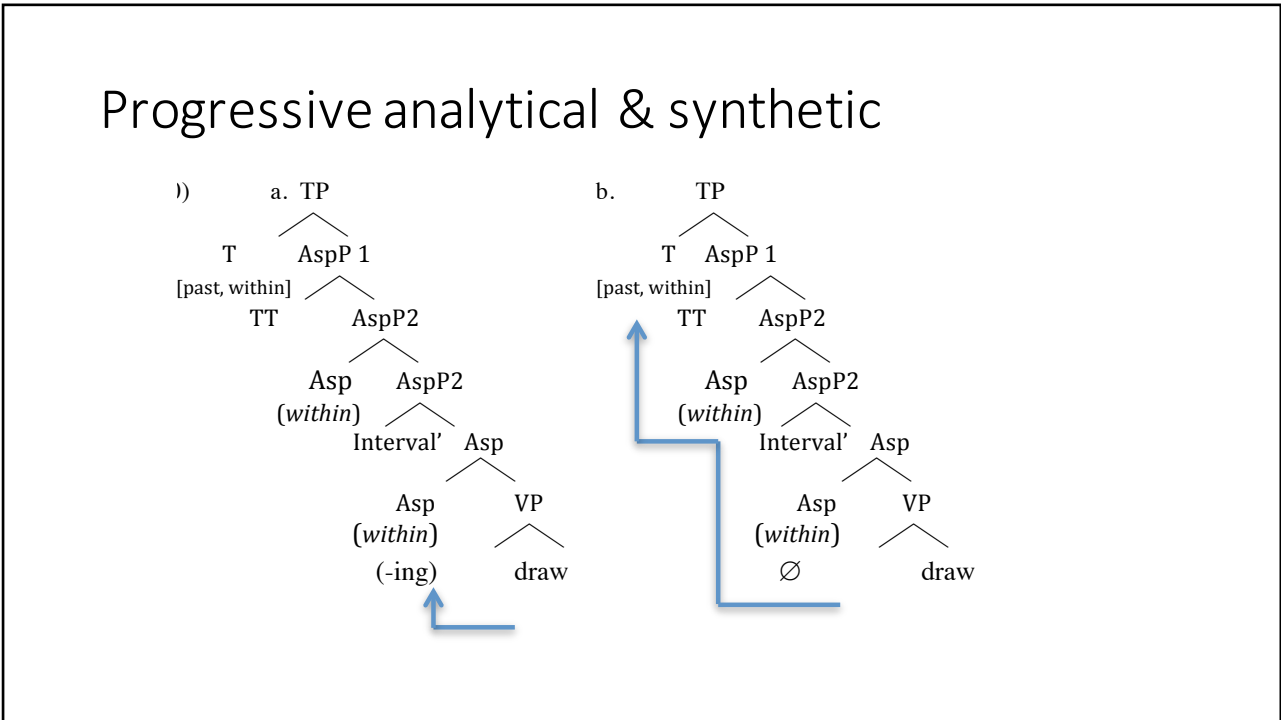 Progressive analytical & synthetic
)) a. TP b. TP
T AspP 1 T AspP 1
[past, within] [past, within]
TT AspP2 TT AspP2
Asp AspP2 Asp AspP2
(within) (within)
Interval’ Asp Interval’ Asp
Asp VP Asp VP
(within) (within)
(-ing) draw ∅ draw